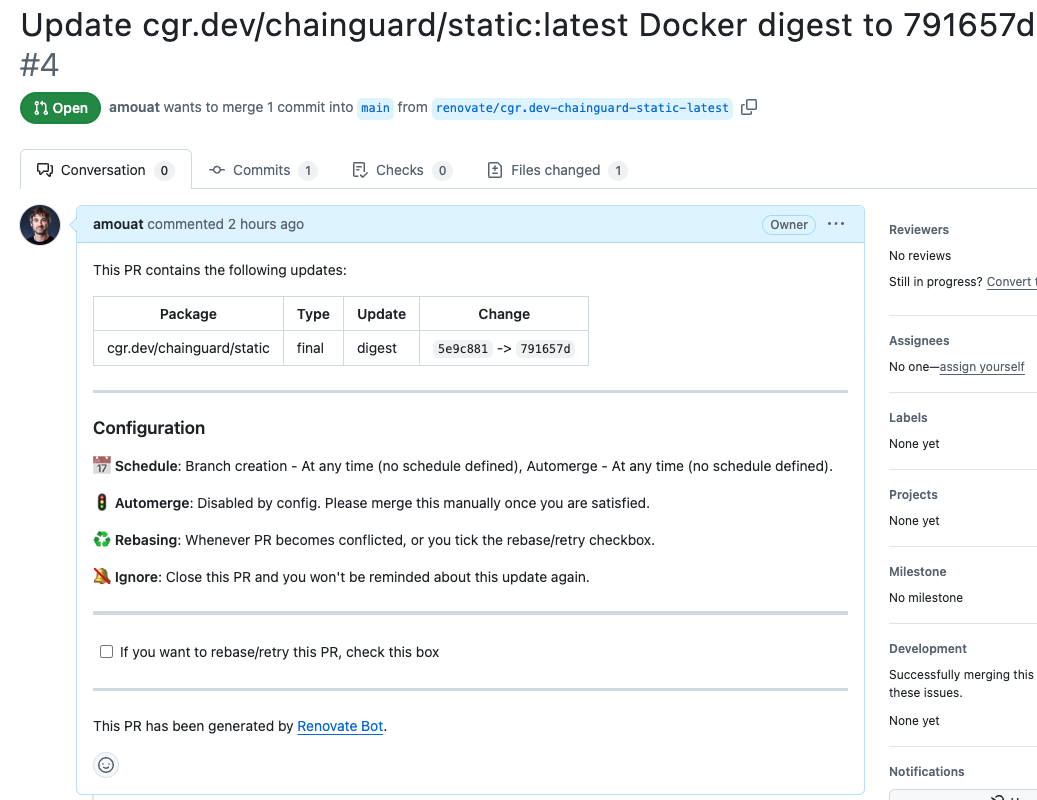 Update cgr.dev/chainguard/static:latest Docker digest to 791657d
#4
Open amouat wants to merge 1 commit into main from renovate/cgr.dev-chainguard-static-latest
Conversation 0 Commits 1 Checks 0 Files changed 1
amouat commented 2 hours ago Owner ...
This PR contains the following updates:
Package Type Update Change
cgr.dev/chainguard/static final digest 5e9c881 -> 791657d
Configuration
17 Schedule: Branch creation - At any time (no schedule defined), Automerge - At any time (no schedule defined).
Automerge: Disabled by config. Please merge this manually once you are satisfied.
Rebasing: Whenever PR becomes conflicted, or you tick the rebase/retry checkbox.
Ignore: Close this PR and you won't be reminded about this update again.
If you want to rebase/retry this PR, check this box
This PR has been generated by Renovate Bot.
Reviewers
No reviews
Still in progress? Convert
Assignees
No one—assign yourself
Labels
None yet
Projects
None yet
Milestone
No milestone
Development
Successfully merging this
these issues.
None yet
Notifications